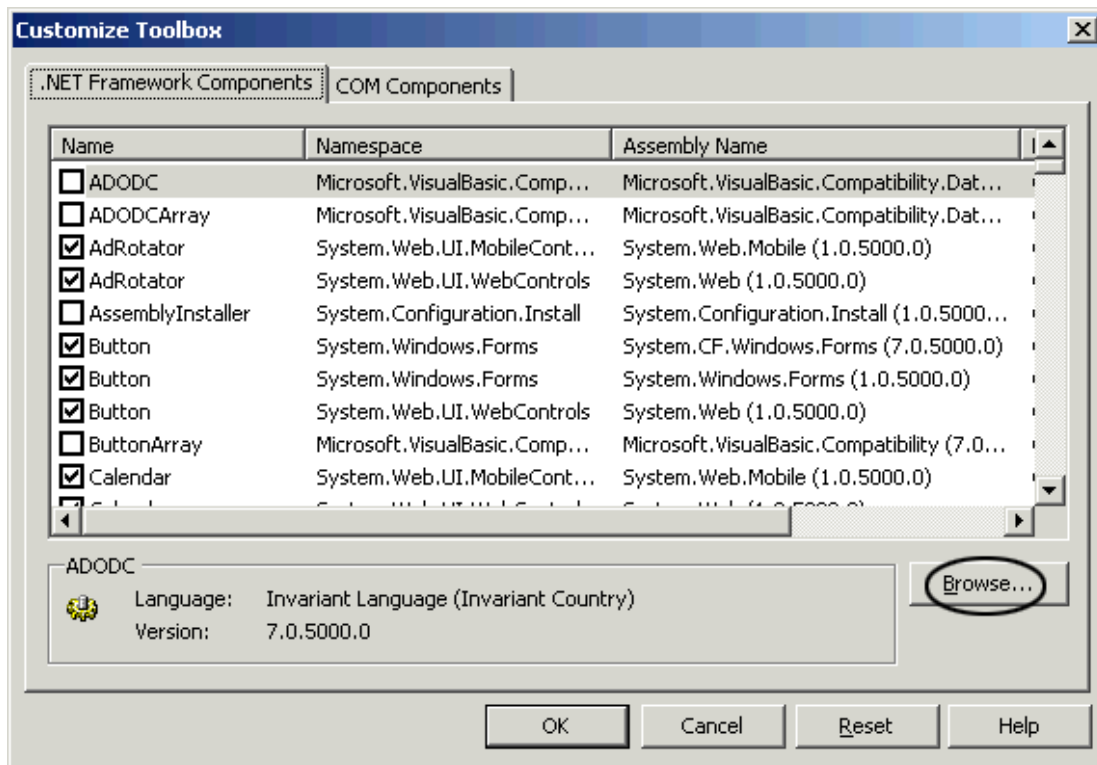 Customize Toolbox
.NET Framework Components COM Components
Name Namespace Assembly Name
ADODC Microsoft.VisualBasic.Comp... Microsoft.VisualBasic.Compatibility.Dat...
ADODCArray Microsoft.VisualBasic.Comp... Microsoft.VisualBasic.Compatibility.Dat...
AdRotator System.Web.UI.MobileCont... System.Web.Mobile (1.0.5000.0)
AdRotator System.Web.UI.WebControls System.Web (1.0.5000.0)
AssemblyInstaller System.Configuration.Install System.Configuration.Install (1.0.5000...
Button System.Windows.Forms System.CF.Windows.Forms (7.0.5000.0)
Button System.Windows.Forms System.Windows.Forms (1.0.5000.0)
Button System.Web.UI.WebControls System.Web (1.0.5000.0)
ButtonArray Microsoft.VisualBasic.Comp... Microsoft.VisualBasic.Compatibility (7.0...
Calendar System.Web.UI.MobileCont... System.Web.Mobile (1.0.5000.0)
ADODC
Language: Invariant Language (Invariant Country)
Version: 7.0.5000.0
Browse...
OK Cancel Reset Help